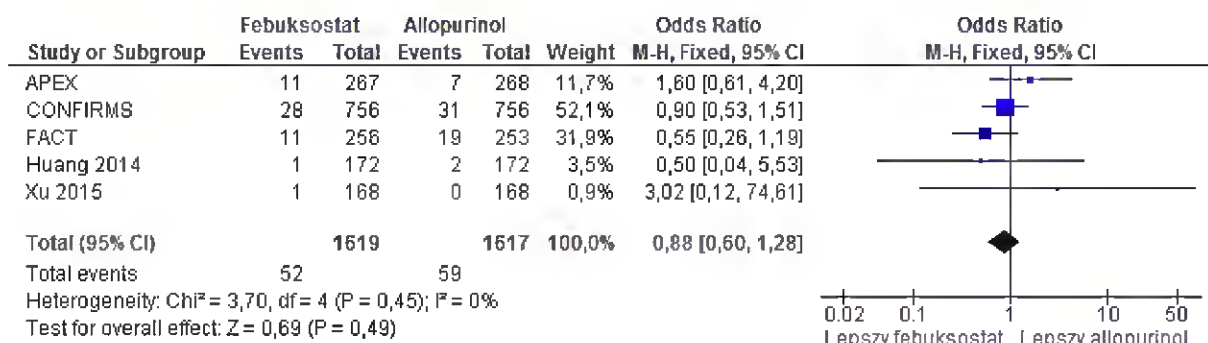 Febuksostat Allopurinol Odds Ratio Odds Ratio
Study or Subgroup Events Total Events Total Weight M-H, Fixed, 95% CI M-H, Fixed, 95% CI
APEX 11 267 7 268 11,7% 1,60 [0,61, 4,20]
CONFIRMS 28 756 31 756 52,1% 0,90 [0,53, 1,51]
FACT 11 256 19 253 31,9% 0,55 [0,26, 1,19]
Huang 2014 1 172 2 172 3,5% 0,50 [0,04, 5,53]
Xu 2015 1 168 0 168 0,9% 3,02 [0,12, 74,61]
Total (95% CI) 1619 1617 100,0% 0,88 [0,60, 1,28]
Total events 52 59
Heterogeneity: Chi² = 3,70, df = 4 (P = 0,45); I² = 0%
Test for overall effect: Z = 0,69 (P = 0,49)
0.02 0.1 1 10 50
Lepszy febuksostat Lepszy allopurinol